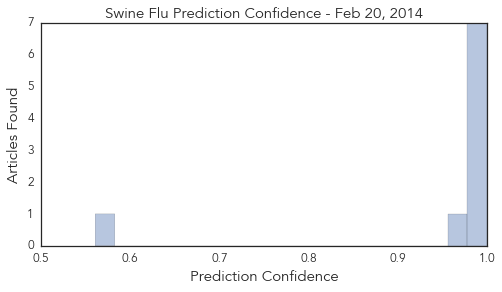 Swine Flu Prediction Confidence - Feb 20, 2014
7
6
5
4
3
2
1
0
Articles Found
0.5 0.6 0.7 0.8 0.9 1.0
Prediction Confidence